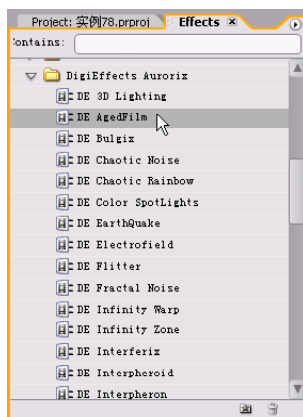 Project: 实例78.prproj Effects ×
Contains:
DigiEffects Aurorix
DE 3D Lighting
DE AgedFilm
DE Bulgix
DE Chaotic Noise
DE Chaotic Rainbow
DE Color SpotLights
DE EarthQuake
DE Electrofield
DE Flitter
DE Fractal Noise
DE Infinity Warp
DE Infinity Zone
DE Interferix
DE Interpheroid
DE Interpheron